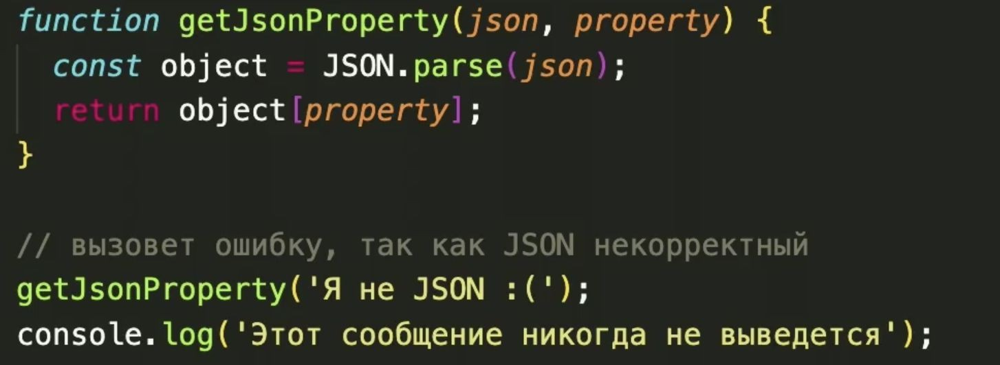 function getJsonProperty(json, property) {
  const object = JSON.parse(json);
  return object[property];
}
// вызовет ошибку, так как JSON некорректный
getJsonProperty('Я не JSON :(');
console.log('Этот сообщение никогда не выведется');